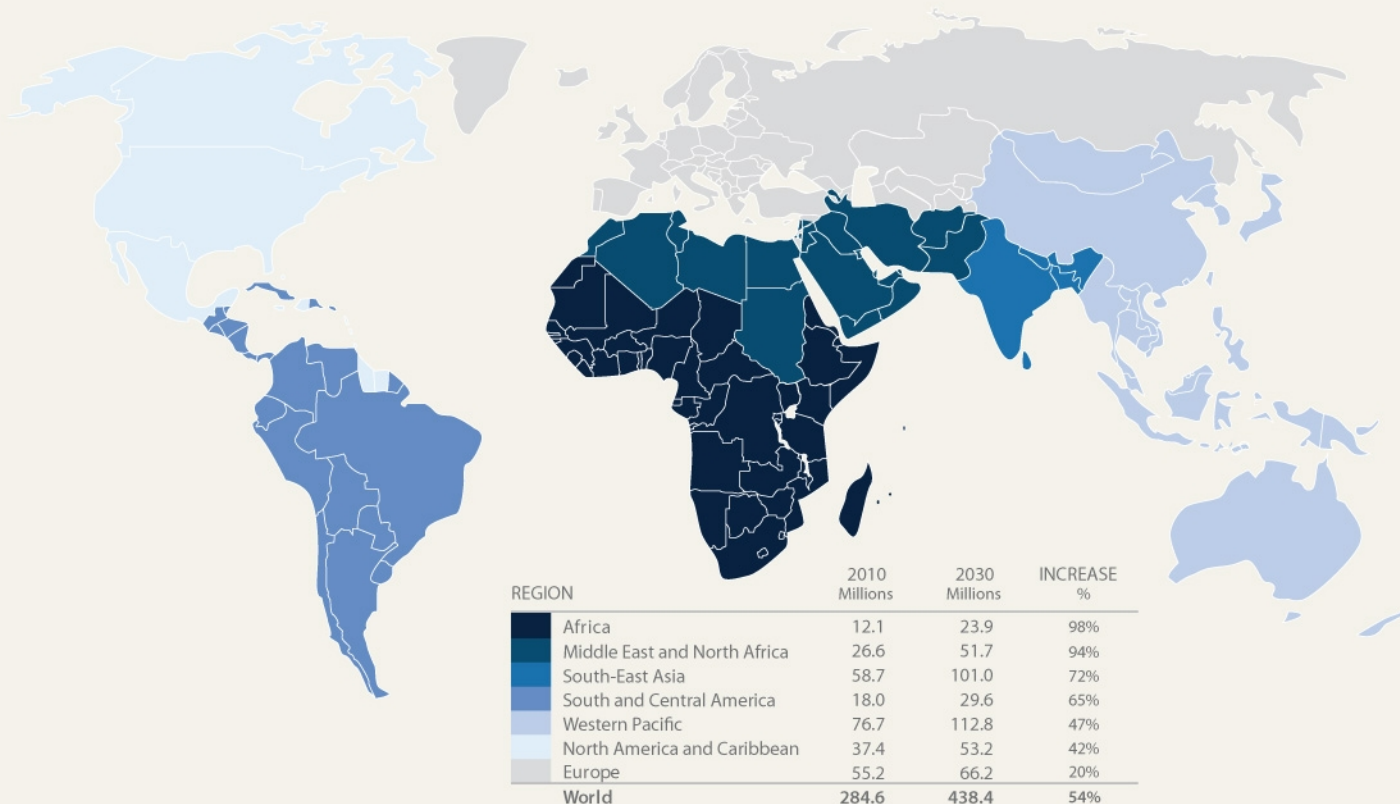 REGION 2010 Millions 2030 Millions INCREASE %
Africa 12.1 23.9 98%
Middle East and North Africa 26.6 51.7 94%
South-East Asia 58.7 101.0 72%
South and Central America 18.0 29.6 65%
Western Pacific 76.7 112.8 47%
North America and Caribbean 37.4 53.2 42%
Europe 55.2 66.2 20%
World 284.6 438.4 54%